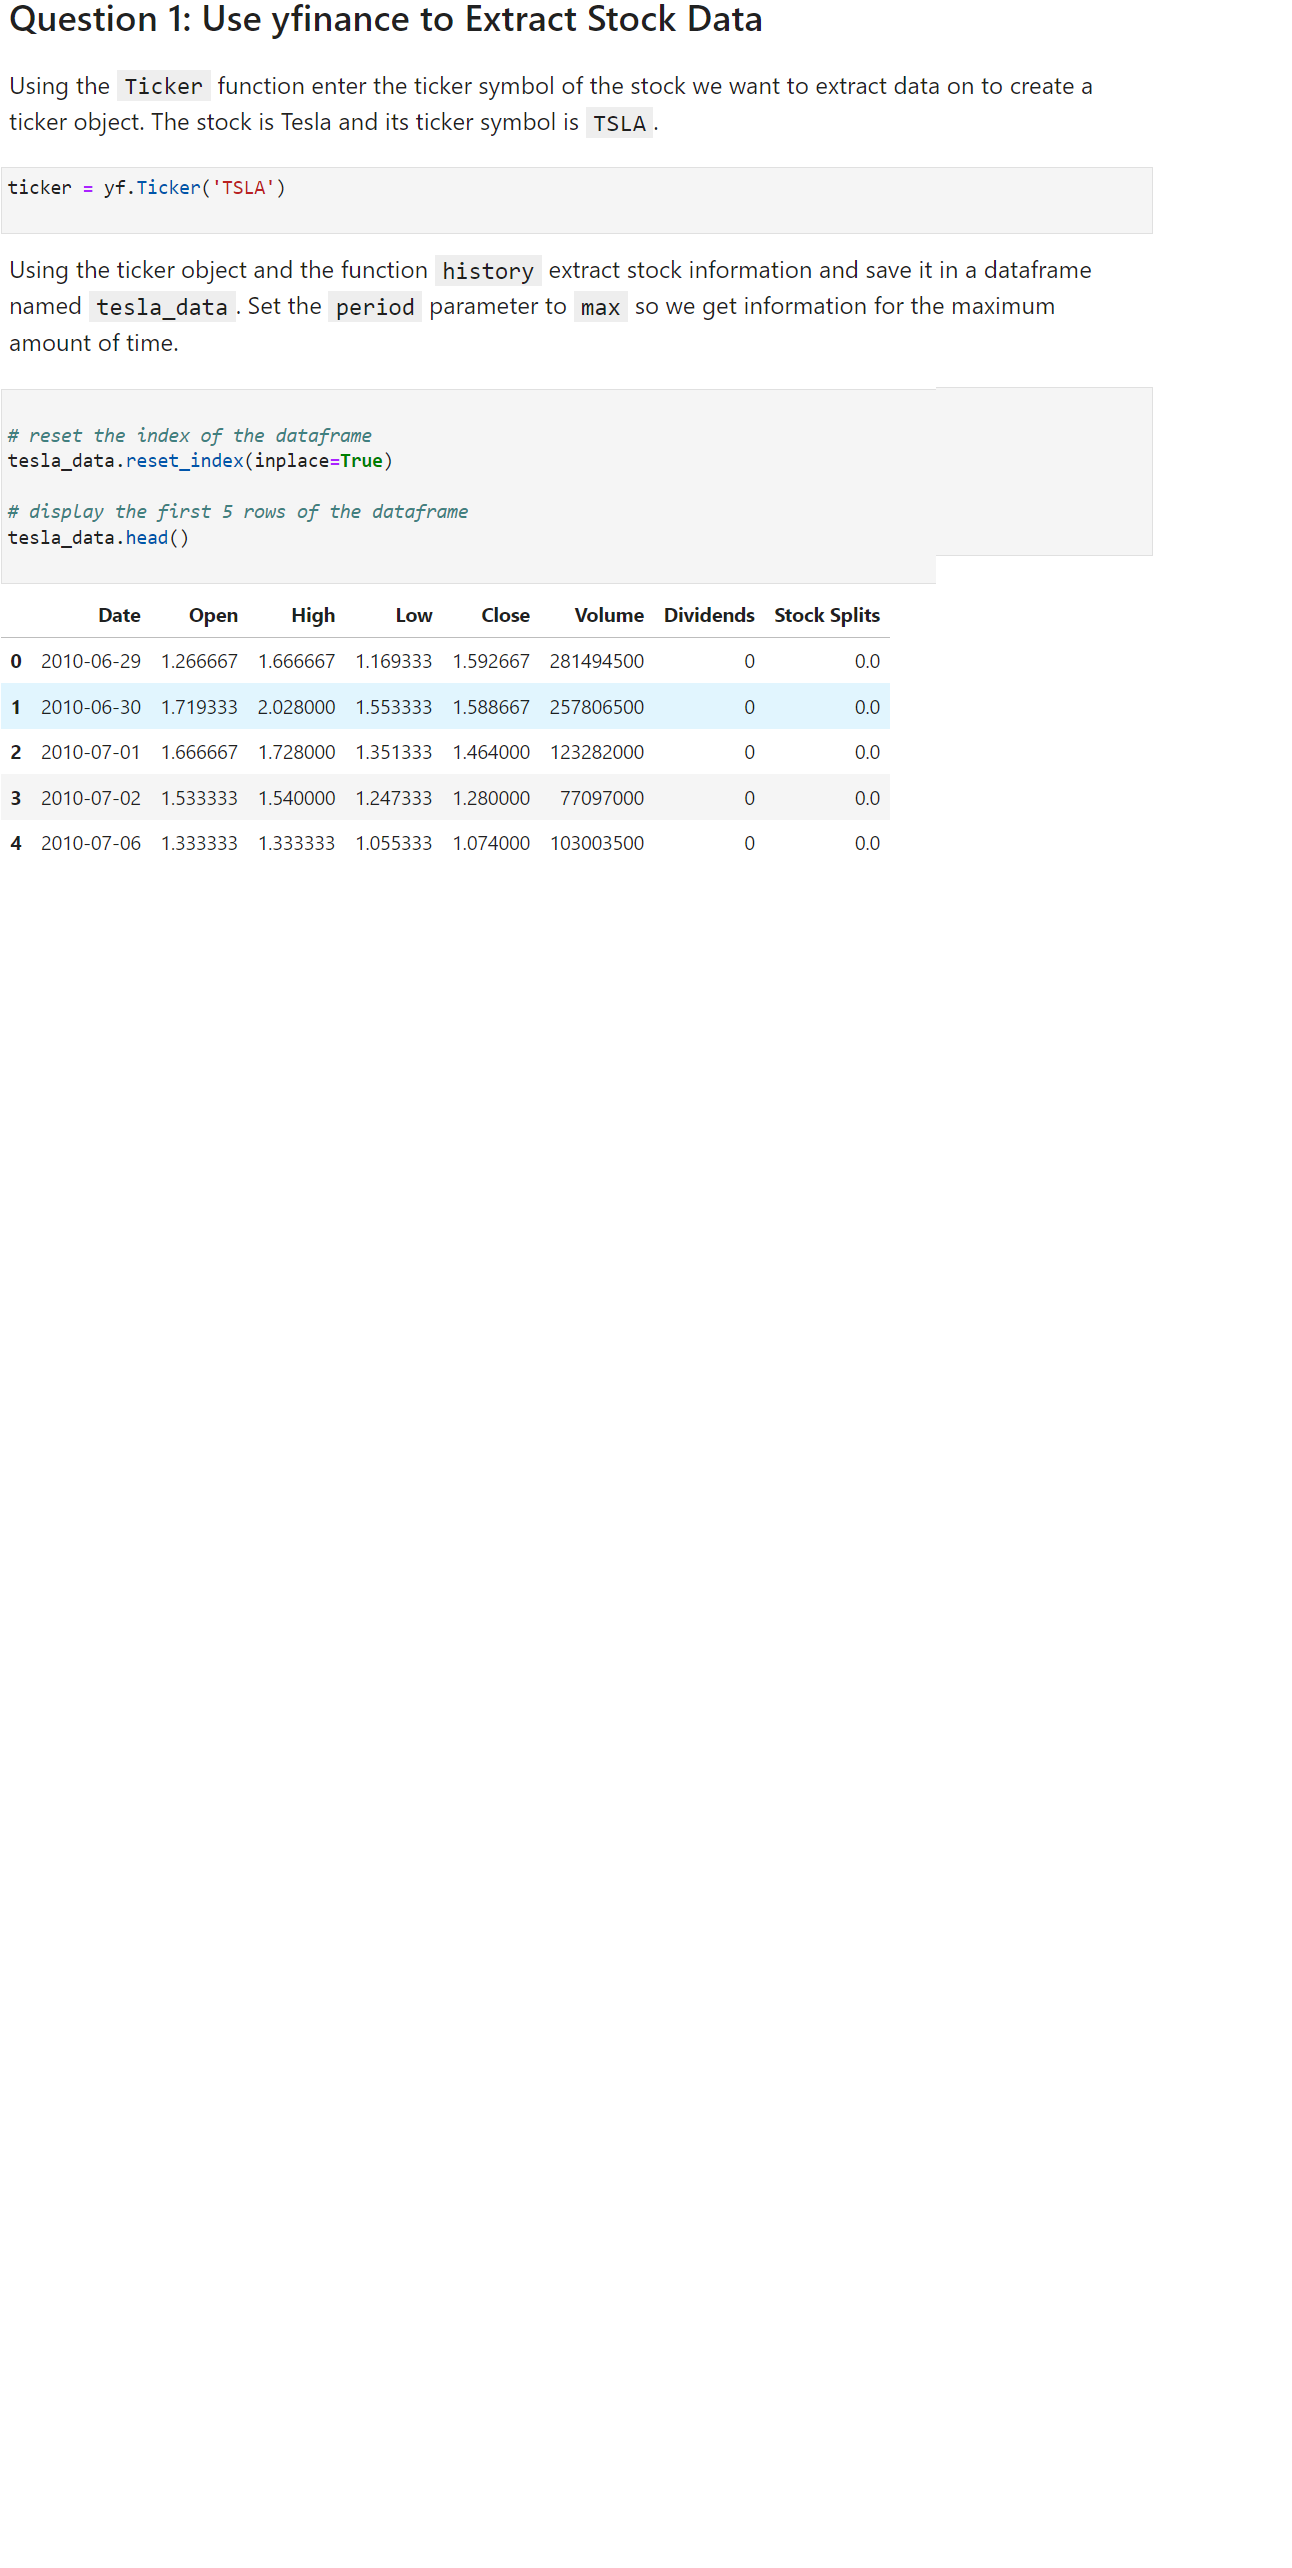 Question 1: Use yfinance to Extract Stock Data
Using the Ticker function enter the ticker symbol of the stock we want to extract data on to create a
ticker object. The stock is Tesla and its ticker symbol is TSLA.
ticker = yf.Ticker('TSLA')
Using the ticker object and the function history extract stock information and save it in a dataframe
named tesla_data. Set the period parameter to max so we get information for the maximum
amount of time.
# reset the index of the dataframe
tesla_data.reset_index(inplace=True)
# display the first 5 rows of the dataframe
tesla_data.head()
Date Open High Low Close Volume Dividends Stock Splits
0 2010-06-29 1.266667 1.666667 1.169333 1.592667 281494500 0 0.0
1 2010-06-30 1.719333 2.028000 1.553333 1.588667 257806500 0 0.0
2 2010-07-01 1.666667 1.728000 1.351333 1.464000 123282000 0 0.0
3 2010-07-02 1.533333 1.540000 1.247333 1.280000 77097000 0 0.0
4 2010-07-06 1.333333 1.333333 1.055333 1.074000 103003500 0 0.0